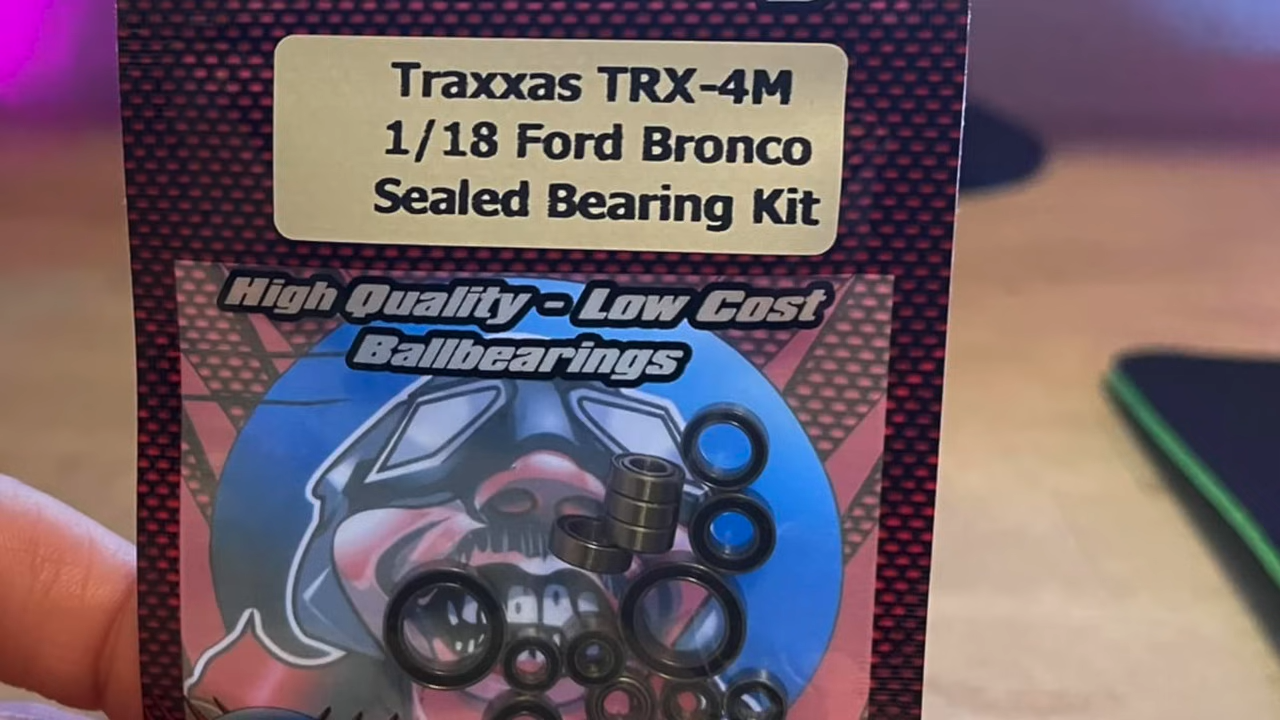 Traxxas TRX-4M
1/18 Ford Bronco
Sealed Bearing Kit
High Quality - Low Cost
Ballbearings